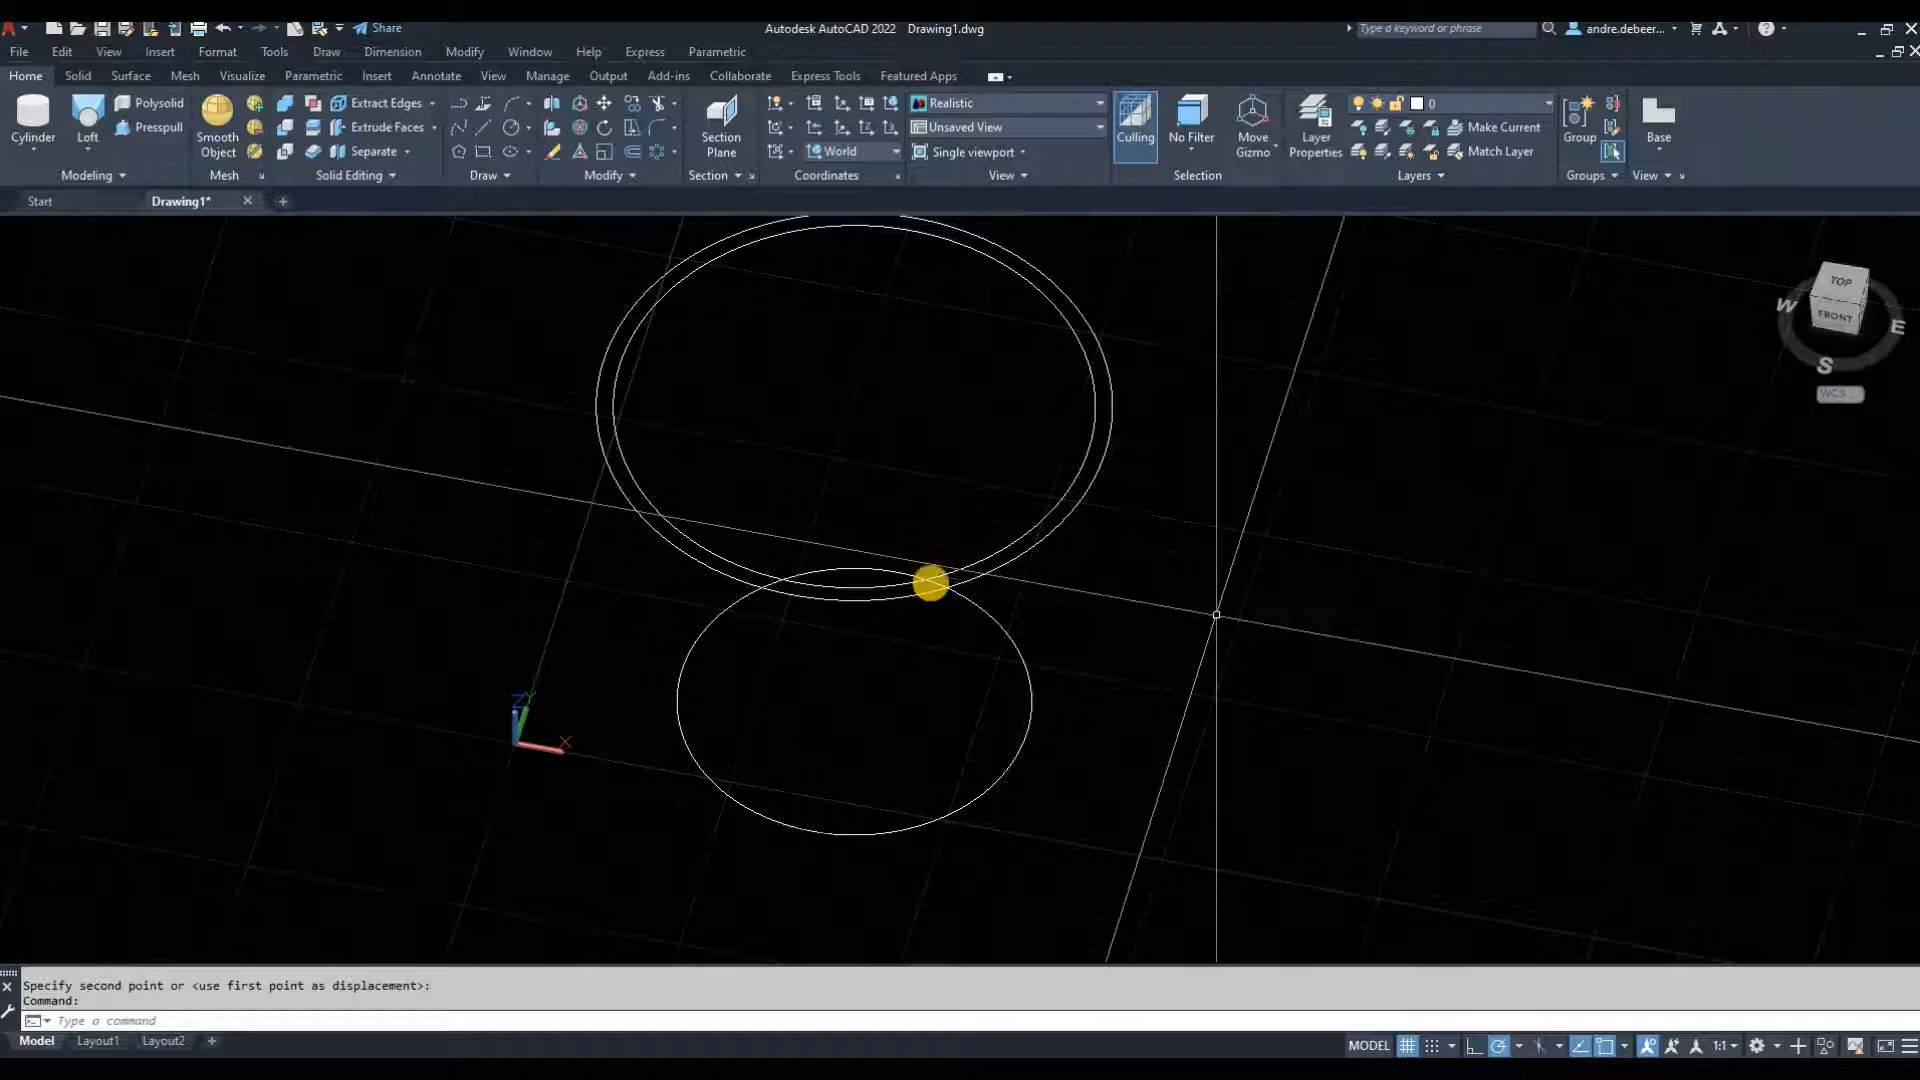 Share
Autodesk AutoCAD 2022 Drawing1.dwg
Type a keyword or phrase
andre.debeer...
File Edit View Insert Format Tools Draw Dimension Modify Window Help Express Parametric
Home Solid Surface Mesh Visualize Parametric Insert Annotate View Manage Output Add-ins Collaborate Express Tools Featured Apps
Cylinder
Loft
Polysolid
Presspull
Modeling
Smooth
Object
Mesh
Extract Edges
Extrude Faces
Separate
Solid Editing
Draw
Modify
Section
Plane
Section
World
Coordinates
Realistic
Unsaved View
Single viewport
View
Culling
No Filter
Move
Gizmo
Selection
Layer
Properties
0
Make Current
Match Layer
Layers
Group
Groups
Base
View
Start
Drawing1*
TOP
FRONT
W
E
S
WCS
Z
Y
X
Specify second point or <use first point as displacement>:
Command:
Type a command
Model Layout1 Layout2
MODEL
1:1